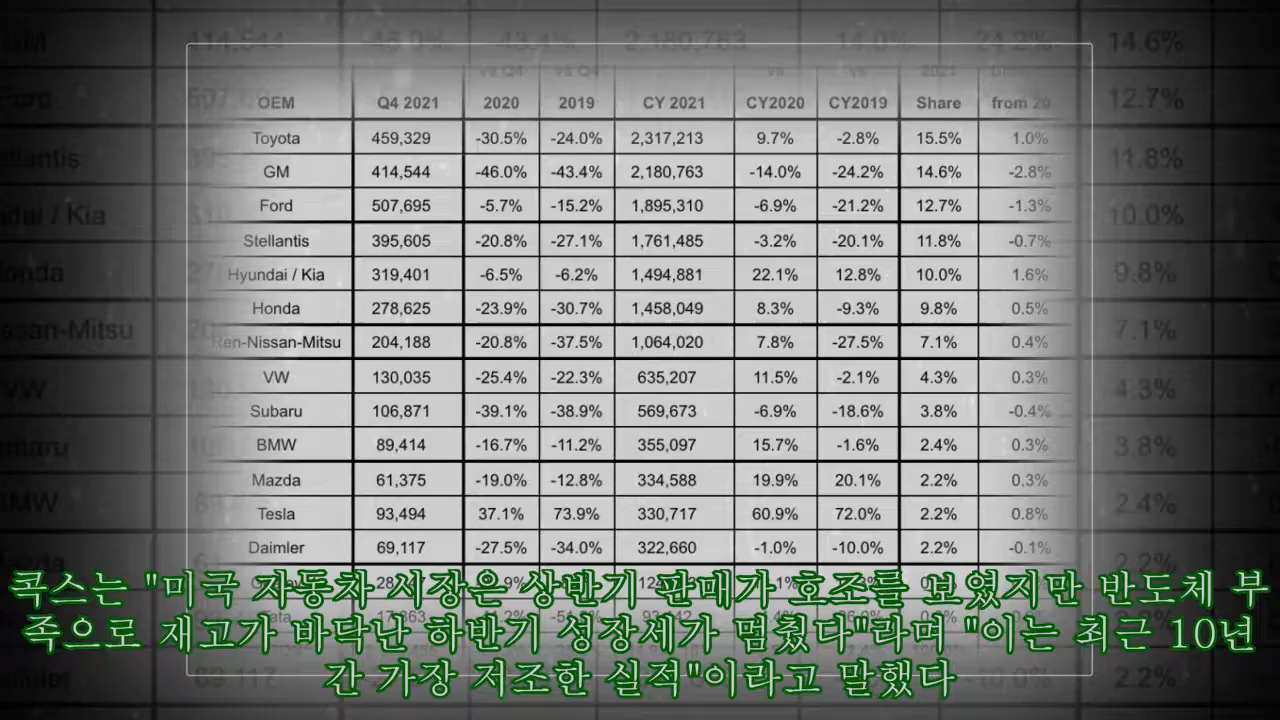 OEM Q4 2021 2020 2019 CY 2021 CY2020 CY2019 Share from 20
Toyota 459,329 -30.5% -24.0% 2,317,213 9.7% -2.8% 15.5% 1.0%
GM 414,544 -46.0% -43.4% 2,180,763 -14.0% -24.2% 14.6% -2.8%
Ford 507,695 -5.7% -15.2% 1,895,310 -6.9% -21.2% 12.7% -1.3%
Stellantis 395,605 -20.8% -27.1% 1,761,485 -3.2% -20.1% 11.8% -0.7%
Hyundai / Kia 319,401 -6.5% -6.2% 1,494,881 22.1% 12.8% 10.0% 1.6%
Honda 278,625 -23.9% -30.7% 1,458,049 8.3% -9.3% 9.8% 0.5%
Ren-Nissan-Mitsu 204,188 -20.8% -37.5% 1,064,020 7.8% -27.5% 7.1% 0.4%
VW 130,035 -25.4% -22.3% 635,207 11.5% -2.1% 4.3% 0.3%
Subaru 106,871 -39.1% -38.9% 569,673 -6.9% -18.6% 3.8% -0.4%
BMW 89,414 -16.7% -11.2% 355,097 15.7% -1.6% 2.4% 0.3%
Mazda 61,375 -19.0% -12.8% 334,588 19.9% 20.1% 2.2% 0.3%
Tesla 93,494 37.1% 73.9% 330,717 60.9% 72.0% 2.2% 0.8%
Daimler 69,117 -27.5% -34.0% 322,660 -1.0% -10.0% 2.2% -0.1%
콕스는 "미국 자동차 시장은 상반기 판매가 호조를 보였지만 반도체 부
족으로 재고가 바닥난 하반기 성장세가 멈췄다"라며 "이는 최근 10년
간 가장 저조한 실적"이라고 말했다